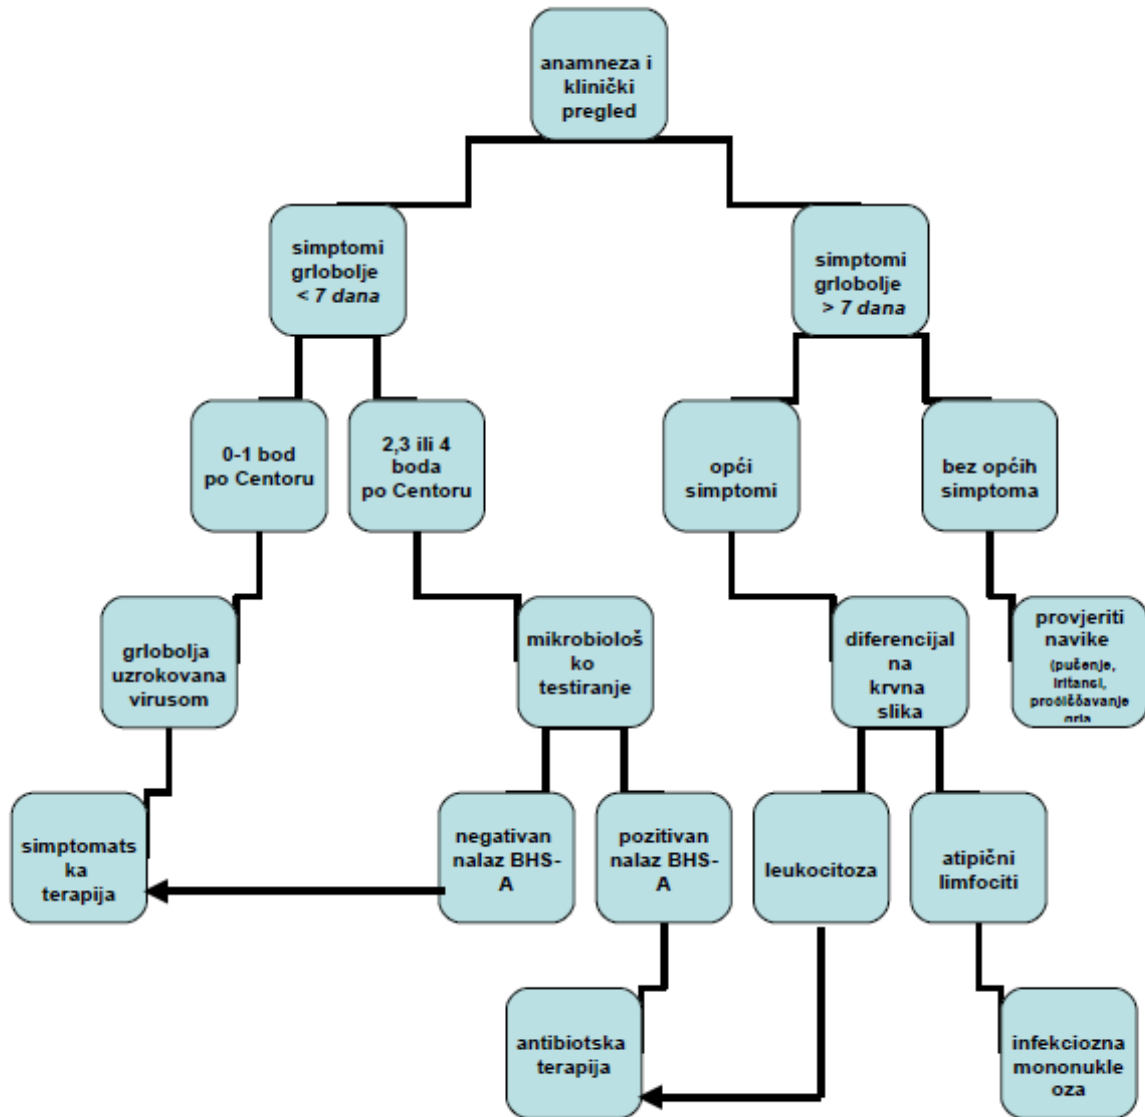 anamneza i
klinički
pregled
simptomi
grlobolje
< 7 dana
simptomi
grlobolje
> 7 dana
0-1 bod
po Centoru
2,3 ili 4
boda
po Centoru
opći
simptomi
bez općih
simptoma
grlobolja
uzrokovana
virusom
mikrobiološ
ko
testiranje
diferencijal
na
krvna
slika
provjeriti
navike
(pučenje,
iritansi,
pročiščavanje
grla
simptomats
ka
terapija
negativan
nalaz BHS-
A
pozitivan
nalaz BHS-
A
leukocitoza
atipični
limfociti
antibiotska
terapija
infekciozna
mononukle
oza